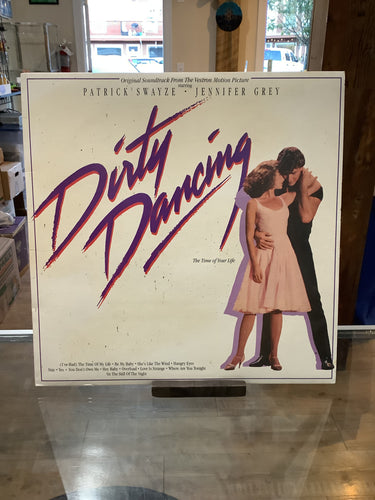 Original Soundtrack From The Vestron Motion Picture
starring
PATRICK SWAYZE • JENNIFER GREY
Dirty
Dancing
The Time of Your Life
(I've Had) The Time Of My Life • Be My Baby • She's Like The Wind • Hungry Eyes
Stay • Yes • You Don't Own Me • Hey Baby • Overload • Love Is Strange • Where Are You Tonight
In The Still Of The Night